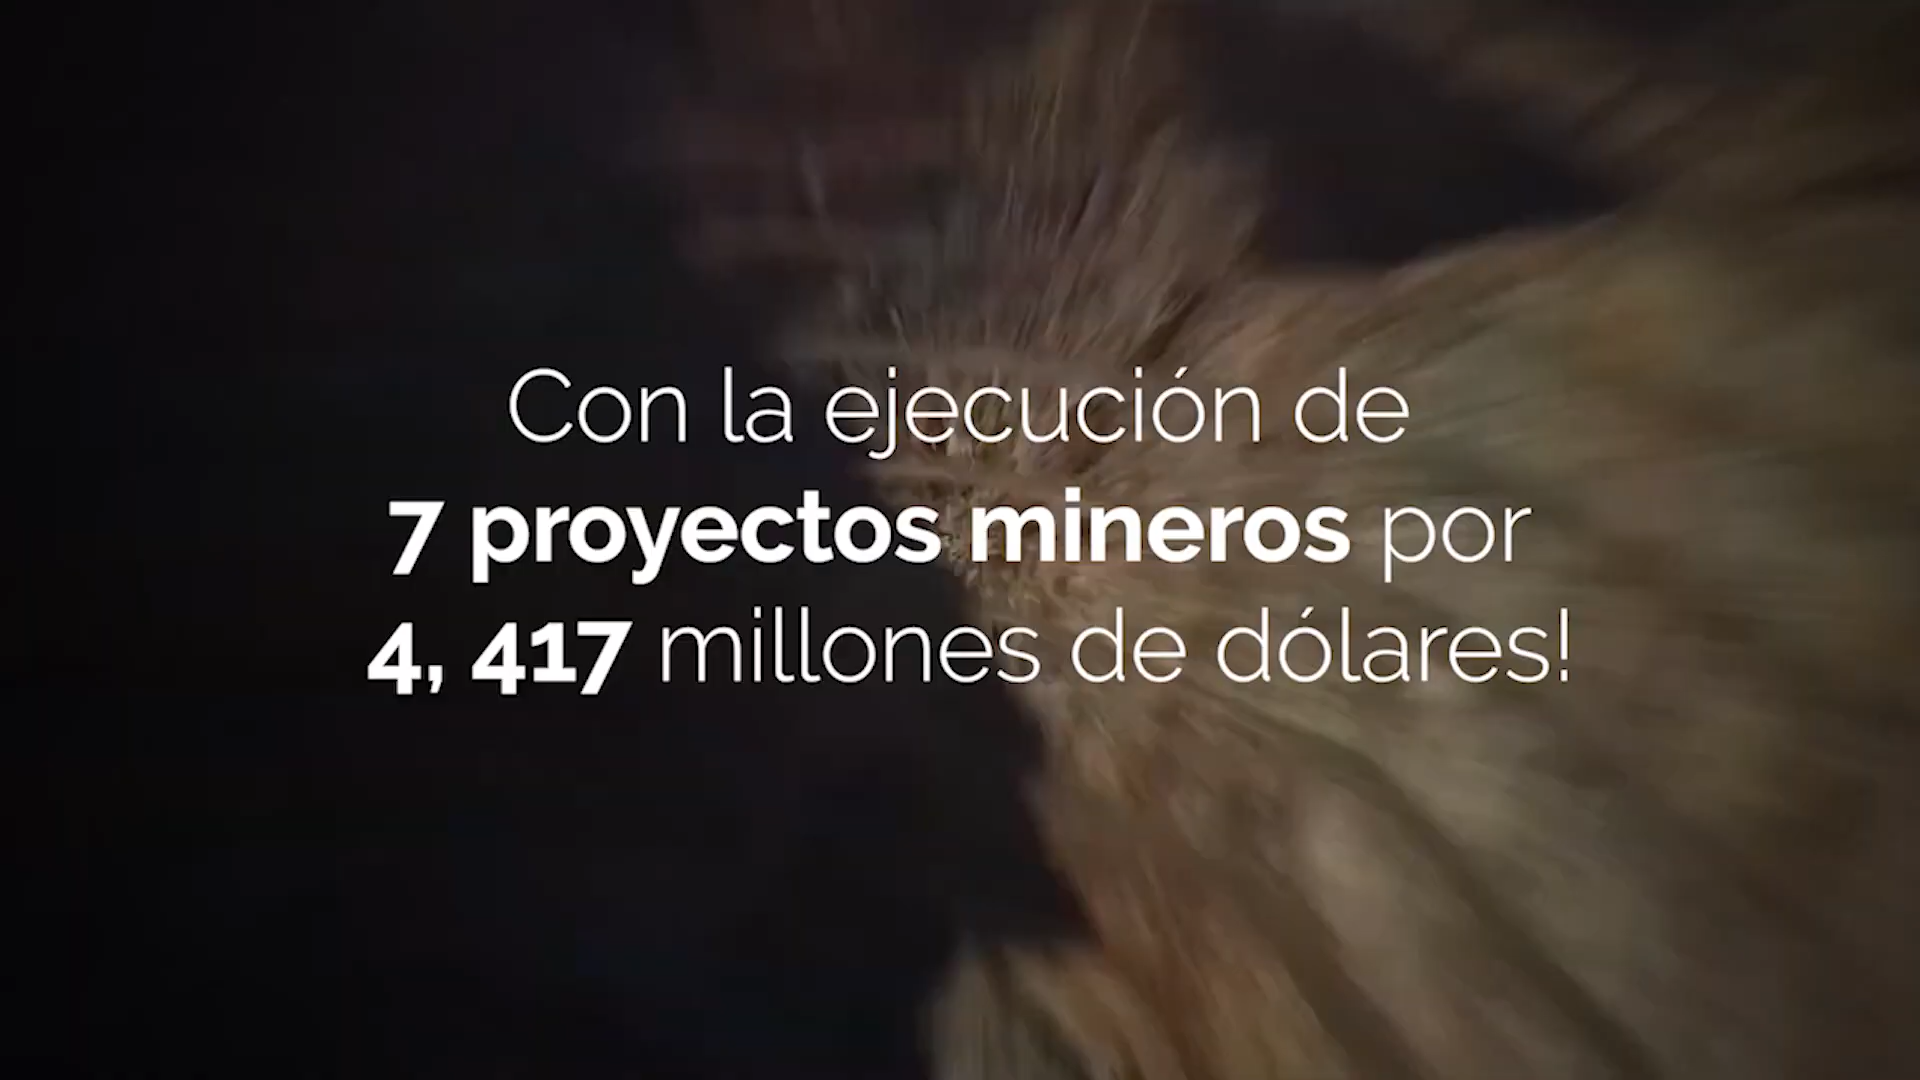 Con la ejecución de
7 proyectos mineros por
4, 417 millones de dólares!